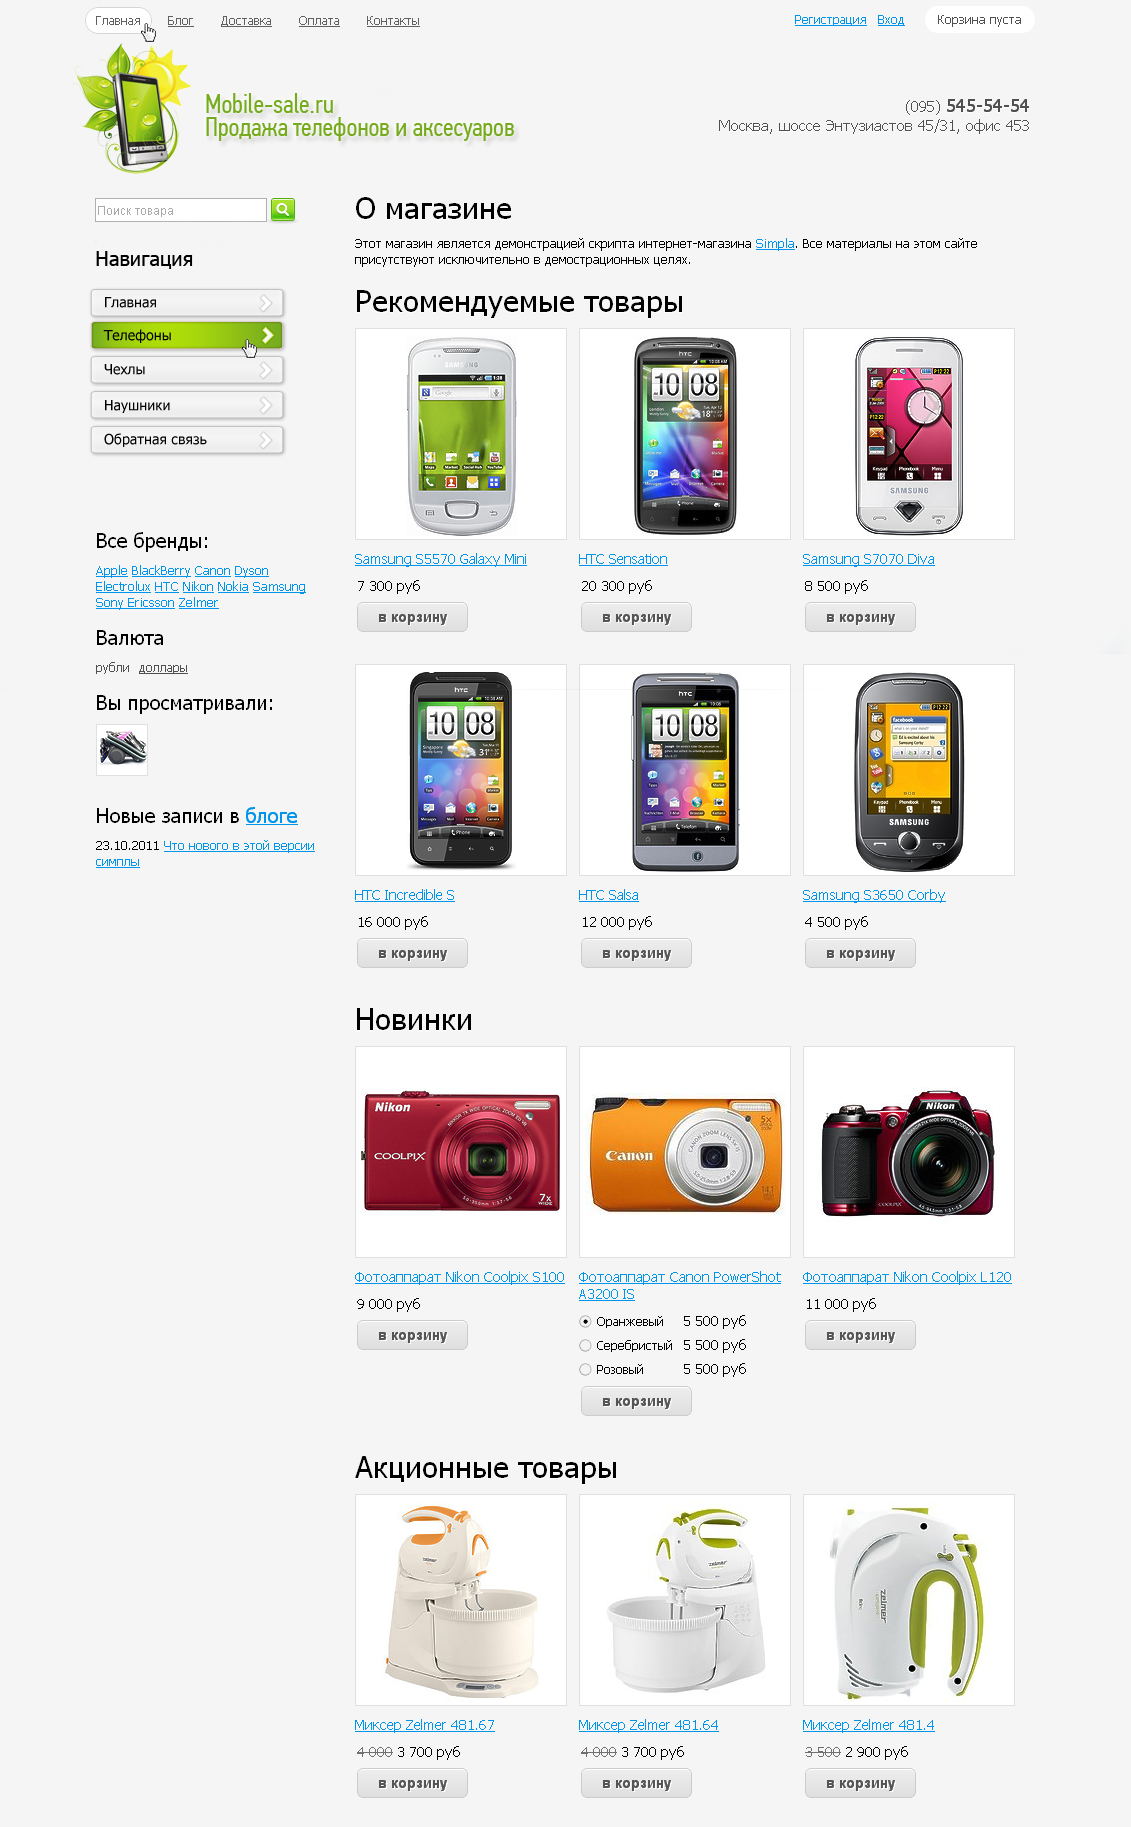 Главная Блог Доставка Оплата Контакты Регистрация Вход Корзина пуста
Mobile-sale.ru
Продажа телефонов и аксесуаров
(095) 545-54-54
Москва, шоссе Энтузиастов 45/31, офис 453
Поиск товара
Навигация
Главная
Телефоны
Чехлы
Наушники
Обратная связь
Все бренды:
Apple BlackBerry Canon Dyson
Electrolux HTC Nikon Nokia Samsung
Sony Ericsson Zelmer
Валюта
рубли доллары
Вы просматривали:
Новые записи в блоге
23.10.2011 Что нового в этой версии
симплы
О магазине
Этот магазин является демонстрацией скрипта интернет-магазина Simpla. Все материалы на этом сайте
присутствуют исключительно в демострационных целях.
Рекомендуемые товары
Samsung S5570 Galaxy Mini HTC Sensation Samsung S7070 Diva
7 300 руб 20 300 руб 8 500 руб
в корзину в корзину в корзину
HTC Incredible S HTC Salsa Samsung S3650 Corby
16 000 руб 12 000 руб 4 500 руб
в корзину в корзину в корзину
Новинки
Nikon
COOLPIX
7x
WIDE
Canon
5x
Nikon
COOLPIX
Фотоаппарат Nikon Coolpix S100
9 000 руб
в корзину
Фотоаппарат Canon PowerShot
A3200 IS
Оранжевый 5 500 руб
Серебристый 5 500 руб
Розовый 5 500 руб
в корзину
Фотоаппарат Nikon Coolpix L120
11 000 руб
в корзину
Акционные товары
zelmer
zelmer
Миксер Zelmer 481.67 Миксер Zelmer 481.64 Миксер Zelmer 481.4
4 000 3 700 руб 4 000 3 700 руб 3 500 2 900 руб
в корзину в корзину в корзину